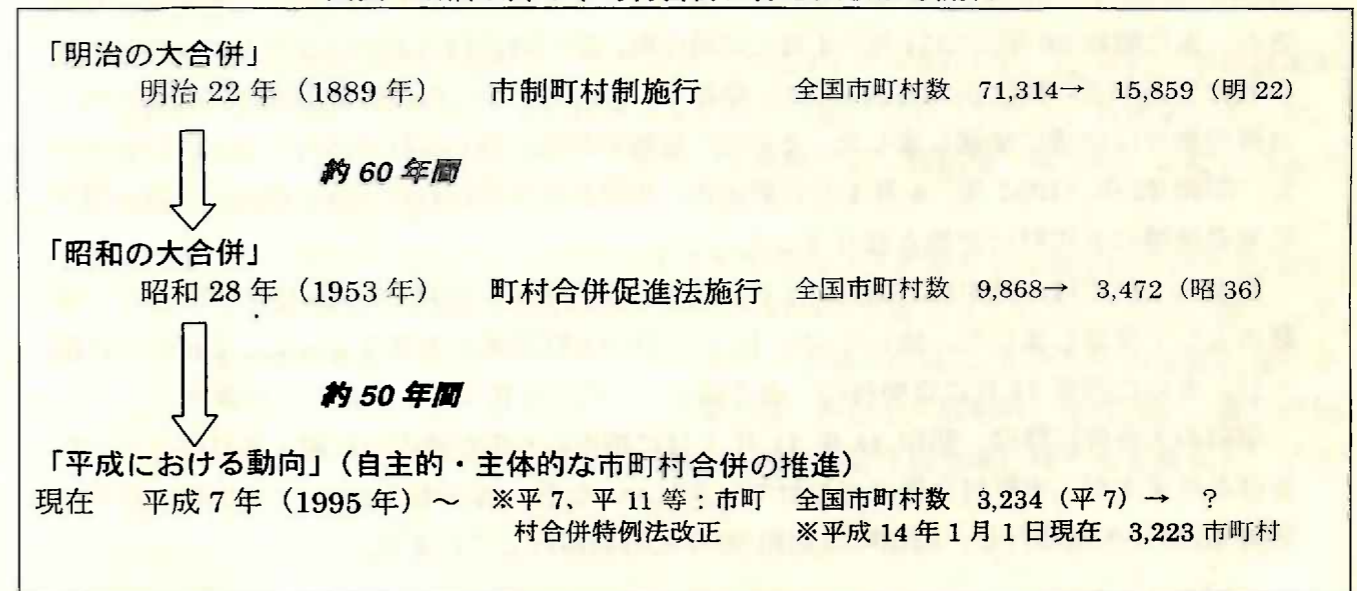 「明治の大合併」
明治 22 年（1889 年） 市制町村制施行 全国市町村数 71,314→ 15,859（明 22）
約 60 年間
「昭和の大合併」
昭和 28 年（1953 年） 町村合併促進法施行 全国市町村数 9,868→ 3,472（昭 36）
約 50 年間
「平成における動向」（自主的・主体的な市町村合併の推進）
現在 平成 7 年（1995 年）～ ※平 7、平 11 等：市町 全国市町村数 3,234（平 7）→ ？
村合併特例法改正 ※平成 14 年 1 月 1 日現在 3,223 市町村